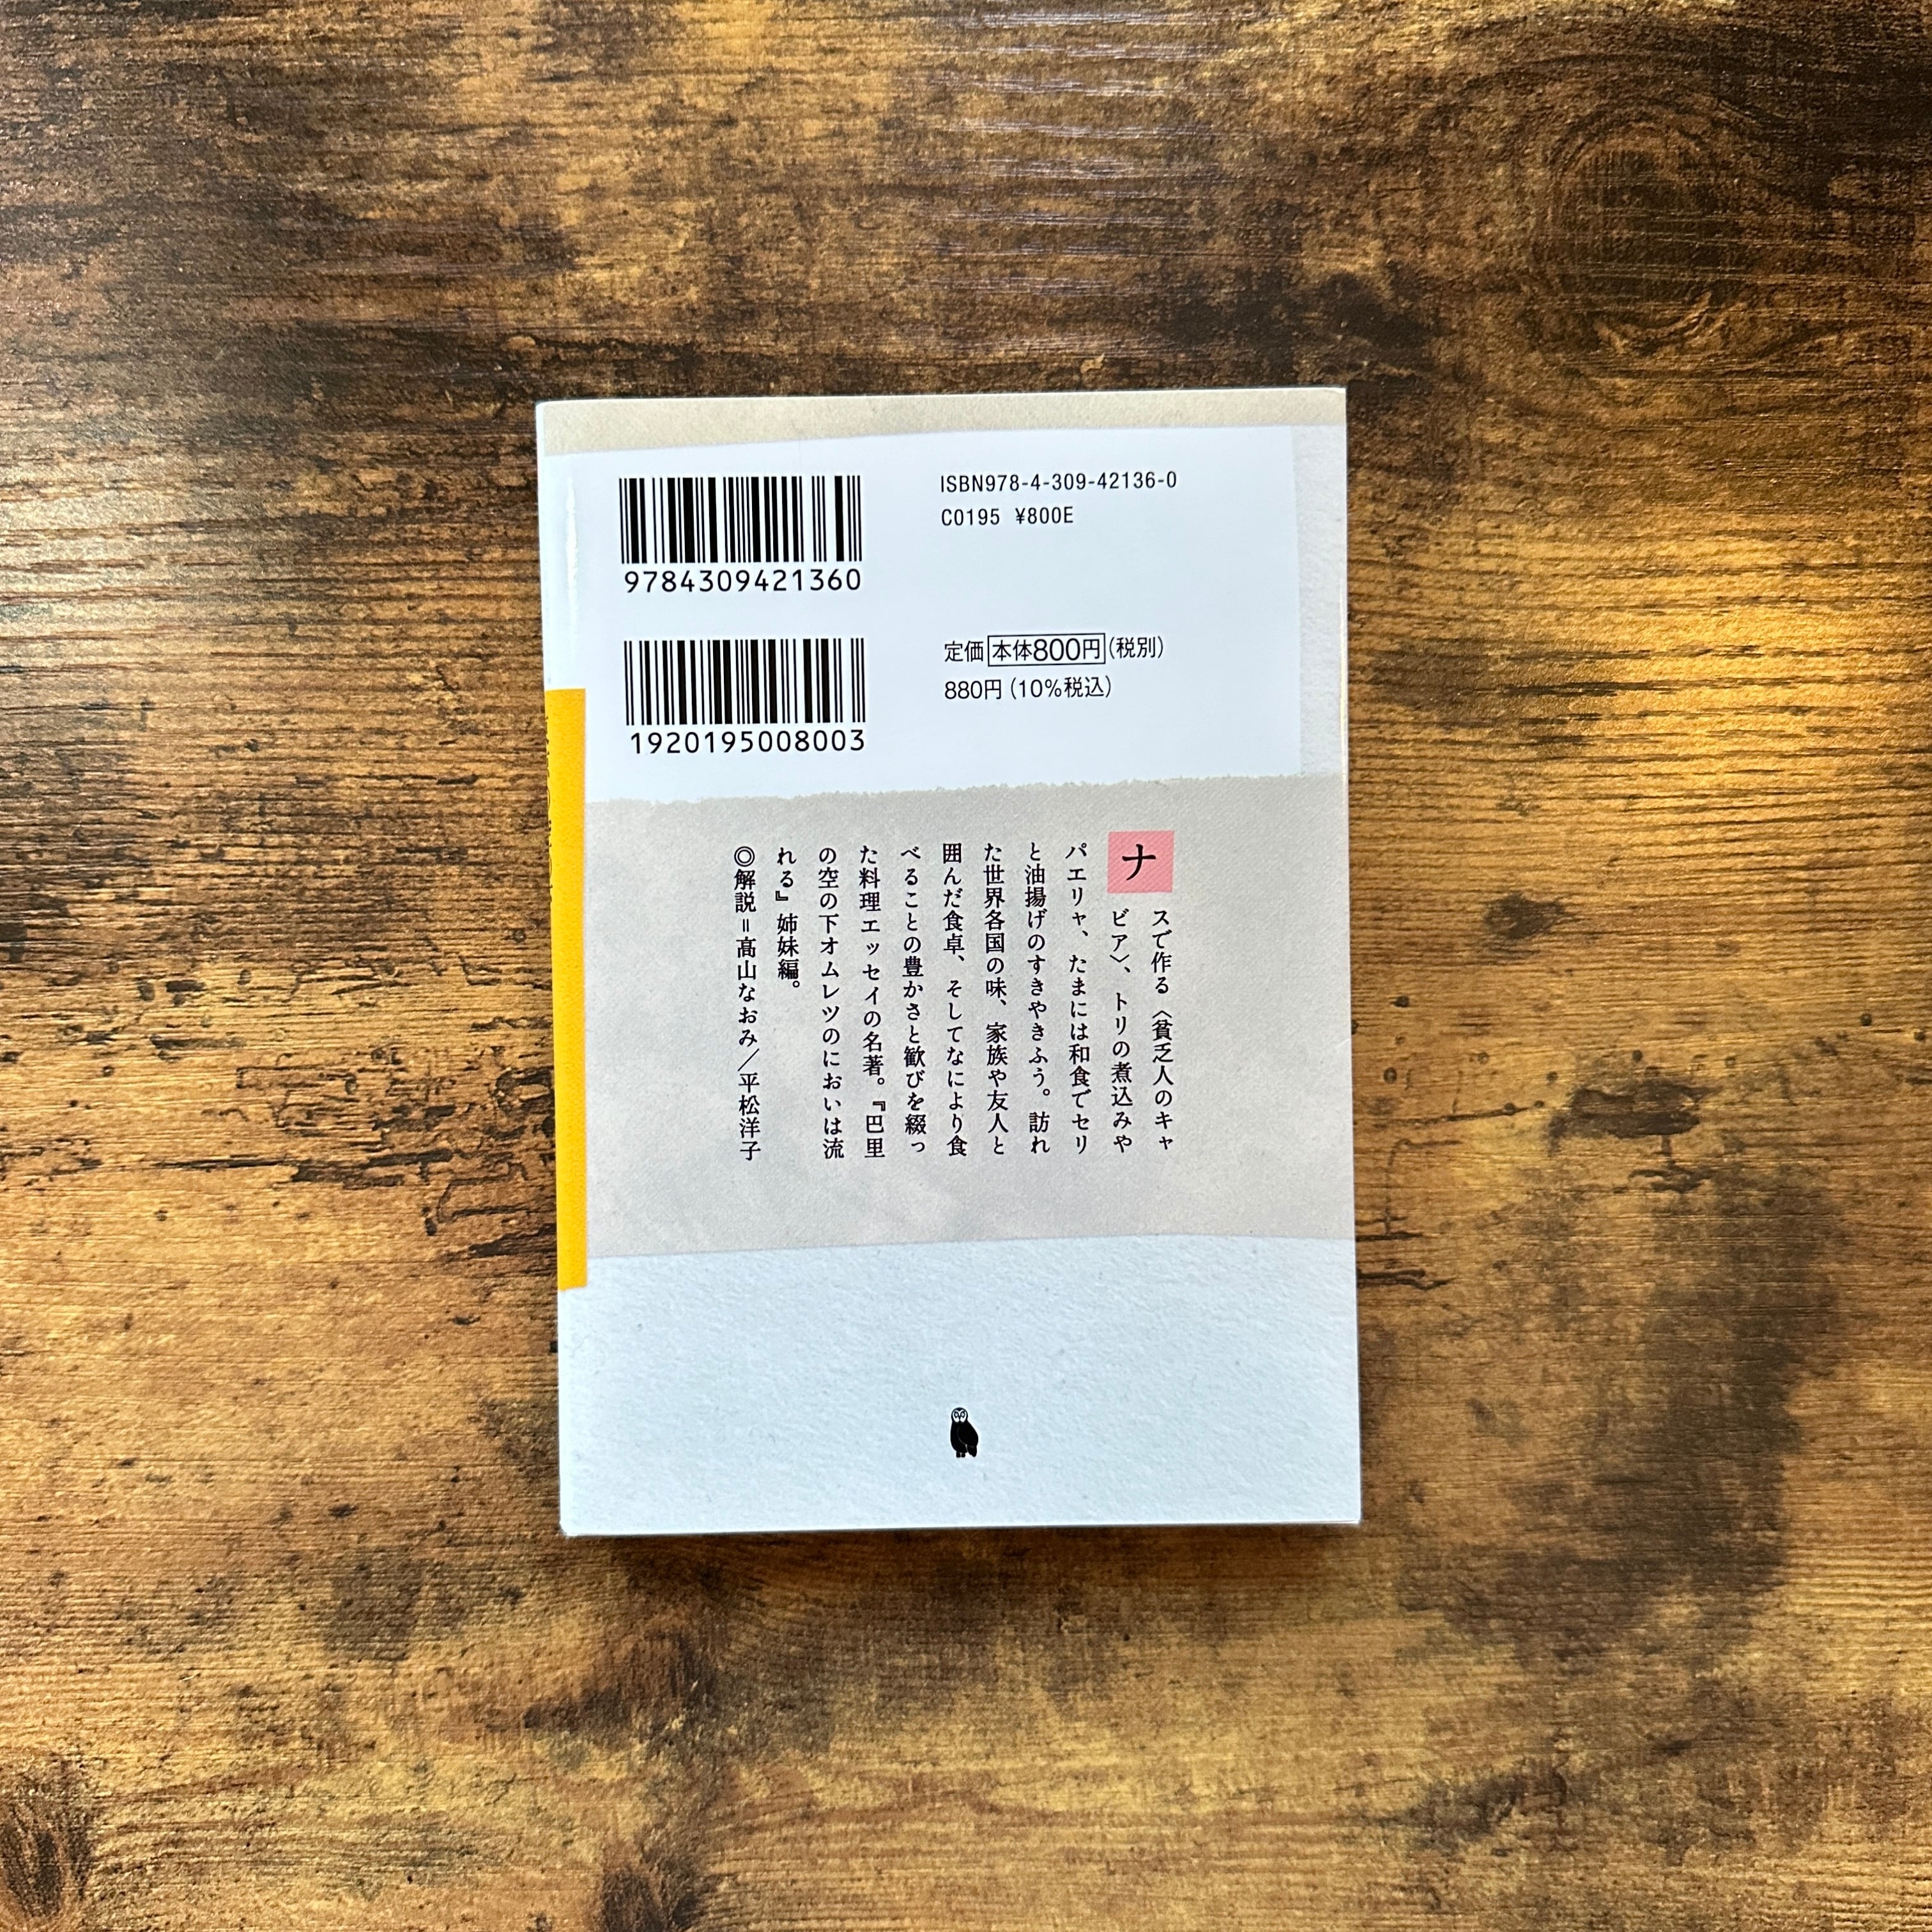 9784309421360
ISBN978-4-309-42136-0
C0195 ¥800E
1920195008003
定価 本体800円(税別)
880円(10%税込)
ナスで作る〈貧乏人のキャ
ビア〉、トリの煮込みや
パエリャ、たまには和食でセリ
と油揚げのすきやきふう。訪れ
た世界各国の味、家族や友人と
囲んだ食卓、そしてなにより食
べることの豊かさと歓びを綴っ
た料理エッセイの名著。『巴里
の空の下オムレツのにおいは流
れる』姉妹編。
◎解説=高山なおみ/平松洋子